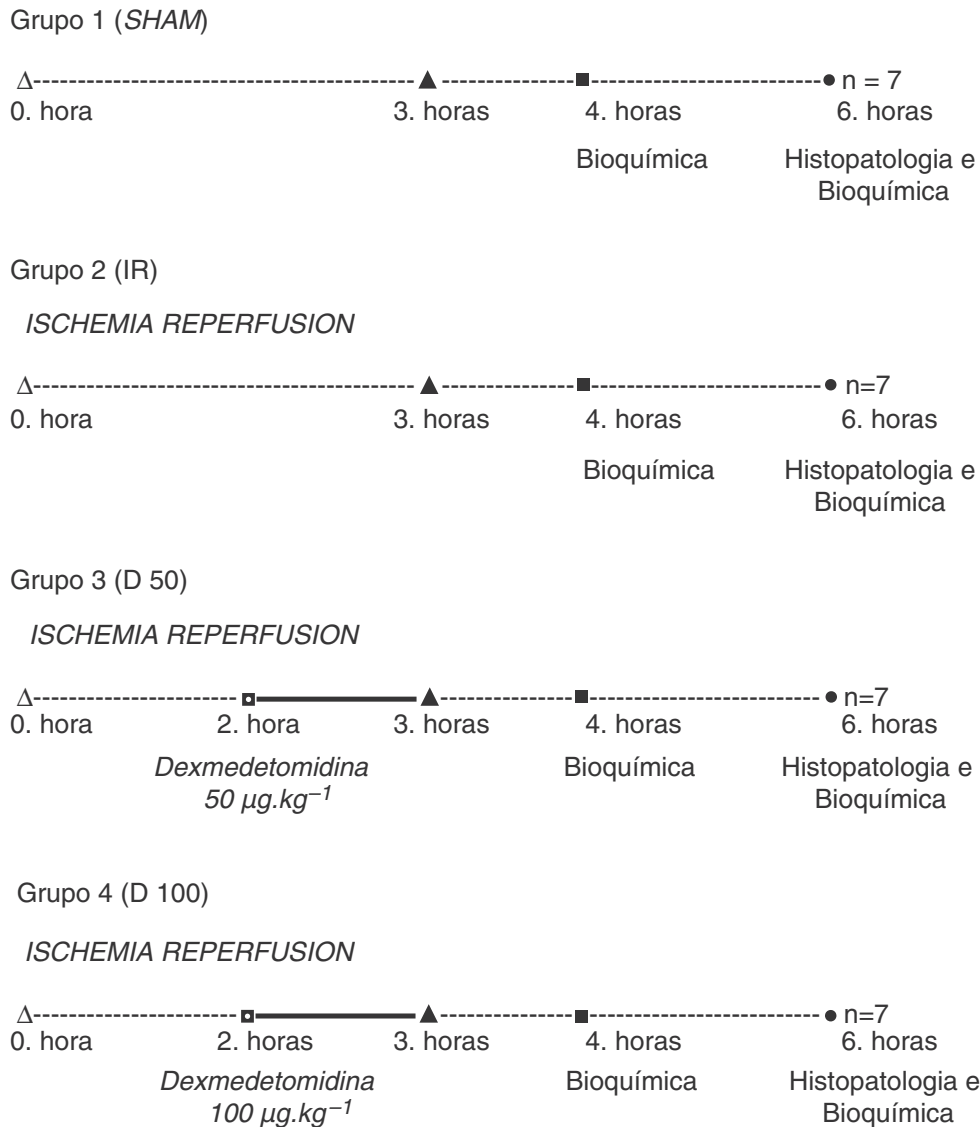 Grupo 1 (SHAM)
Δ------------------------------------------ ▲ ---------------■--------------------------● n = 7
0. hora 3. horas 4. horas 6. horas
Bioquímica Histopatologia e
Bioquímica
Grupo 2 (IR)
ISCHEMIA REPERFUSION
Δ------------------------------------------ ▲ ---------------■-------------------------- ● n=7
0. hora 3. horas 4. horas 6. horas
Bioquímica Histopatologia e
Bioquímica
Grupo 3 (D 50)
ISCHEMIA REPERFUSION
n=7
0. hora 2. hora 3. horas 4. horas 6. horas
Dexmedetomidina Bioquímica Histopatologia e
50 µg.kg⁻¹ Bioquímica
Grupo 4 (D 100)
ISCHEMIA REPERFUSION
n=7
0. hora 2. horas 3. horas 4. horas 6. horas
Dexmedetomidina Bioquímica Histopatologia e
100 µg.kg⁻¹ Bioquímica